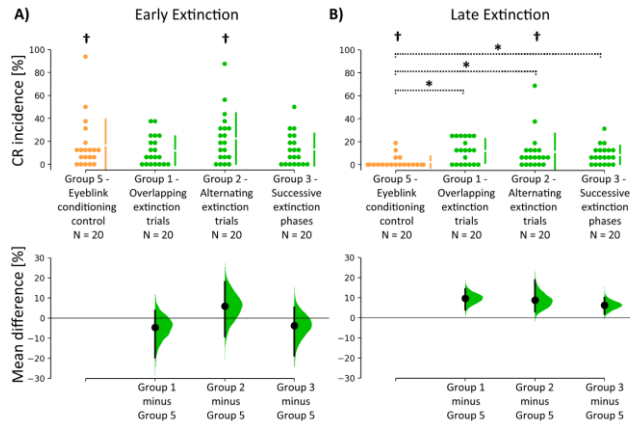 A) Early Extinction
† †
CR incidence [%]
100
80
60
40
20
0
Group 5 - Eyeblink conditioning control N = 20
Group 1 - Overlapping extinction trials N = 20
Group 2 - Alternating extinction trials N = 20
Group 3 - Successive extinction phases N = 20
Mean difference [%]
30
20
10
0
−10
−20
−30
Group 1 minus Group 5
Group 2 minus Group 5
Group 3 minus Group 5
B) Late Extinction
† †
*
*
*
100
80
60
40
20
0
Group 5 - Eyeblink conditioning control N = 20
Group 1 - Overlapping extinction trials N = 20
Group 2 - Alternating extinction trials N = 20
Group 3 - Successive extinction phases N = 20
30
20
10
0
−10
−20
−30
Group 1 minus Group 5
Group 2 minus Group 5
Group 3 minus Group 5